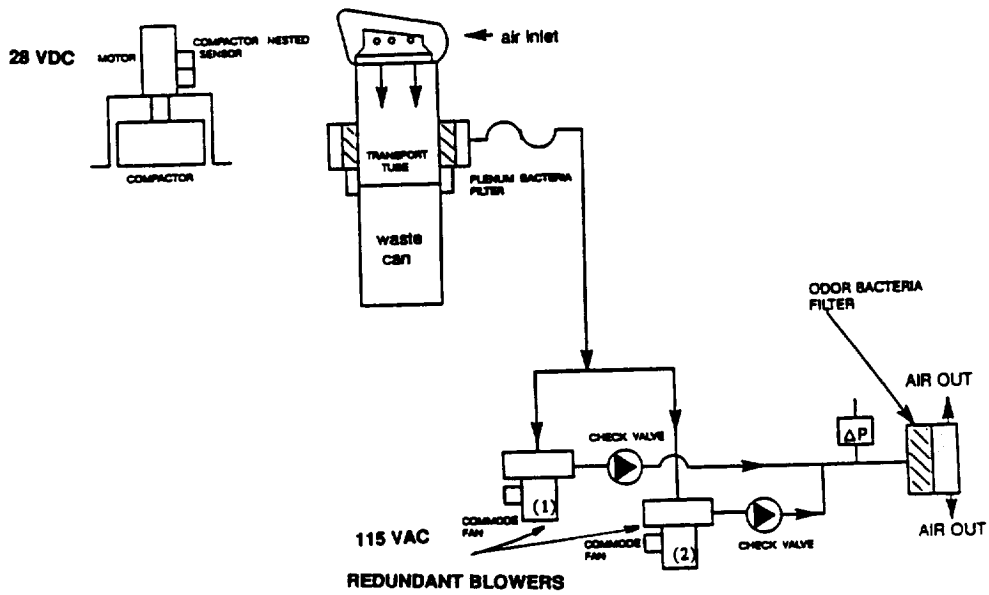 28 VDC
MOTOR
COMPACTOR NESTED
SENSOR
COMPACTOR
air inlet
TRANSPORT
TUBE
PLENUM BACTERIA
FILTER
waste
can
ODOR BACTERIA
FILTER
AIR OUT
ΔP
CHECK VALVE
(1)
COMMODE
FAN
115 VAC
COMMODE
FAN
(2)
CHECK VALVE
AIR OUT
REDUNDANT BLOWERS